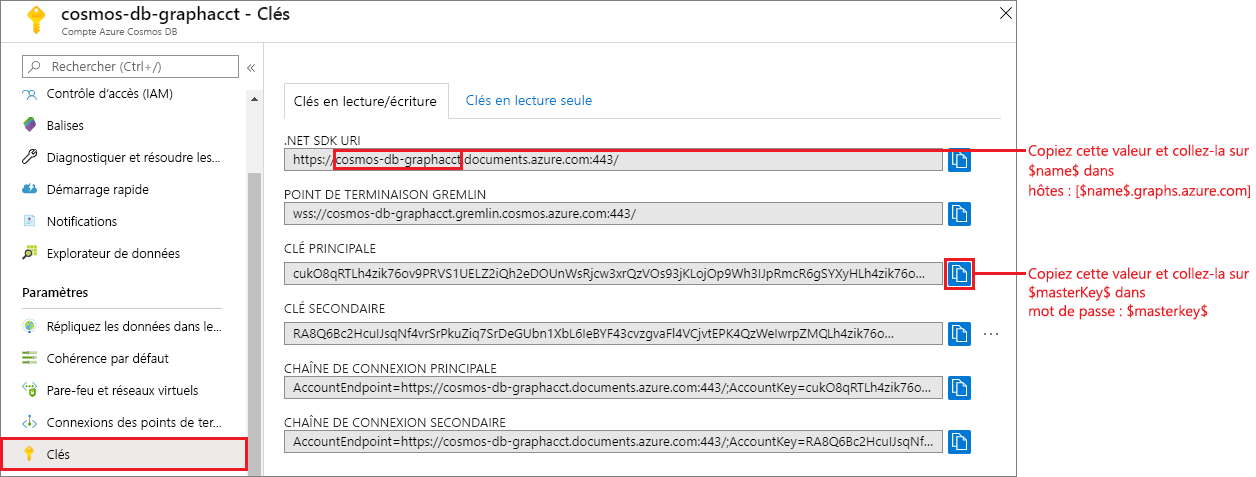 cosmos-db-graphacct - Clés
Compte Azure Cosmos DB
Rechercher (Ctrl+/)
Contrôle d'accès (IAM)
Balises
Diagnostiquer et résoudre les...
Démarrage rapide
Notifications
Explorateur de données
Paramètres
Répliquez les données dans le...
Cohérence par défaut
Pare-feu et réseaux virtuels
Connexions des points de ter...
Clés
Clés en lecture/écriture
Clés en lecture seule
.NET SDK URI
https://cosmos-db-graphacct.documents.azure.com:443/
POINT DE TERMINAISON GREMLIN
wss://cosmos-db-graphacct.gremlin.cosmos.azure.com:443/
CLÉ PRINCIPALE
cukO8qRTLh4zik76ov9PRVS1UELZ2iQh2eDOUnWsRjcw3xrQzVOs93jKLojOp9Wh3IJpRmcR6gSYXyHLh4zik76o...
CLÉ SECONDAIRE
RA8Q6Bc2HcuIJsqNf4vrSrPkuZiq7SrDeGUbn1XbL6IeBYF43cvzgvaFl4VCjvtEPK4QzWeIwrpZMQLh4zik76o...
CHAÎNE DE CONNEXION PRINCIPALE
AccountEndpoint=https://cosmos-db-graphacct.documents.azure.com:443/;AccountKey=cukO8qRTLh4zik76o...
CHAÎNE DE CONNEXION SECONDAIRE
AccountEndpoint=https://cosmos-db-graphacct.documents.azure.com:443/;AccountKey=RA8Q6Bc2HcuIJsqNf...
Copiez cette valeur et collez-la sur
$name$ dans
hôtes : [$name$.graphs.azure.com]
Copiez cette valeur et collez-la sur
$masterKey$ dans
mot de passe : $masterkey$